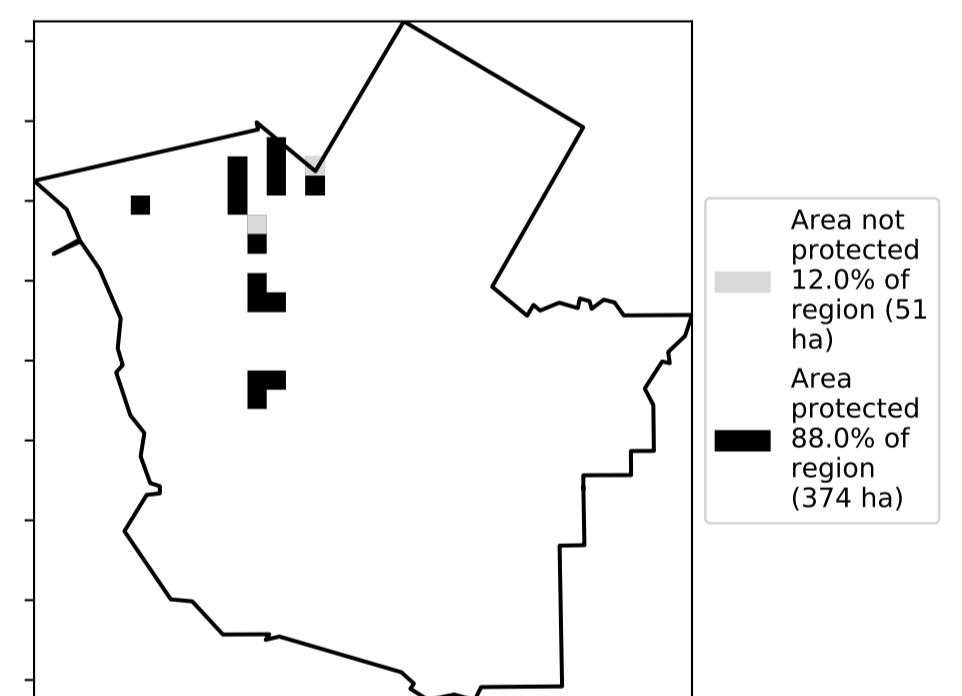 Area not
protected
12.0% of
region (51
ha)
Area
protected
88.0% of
region
(374 ha)